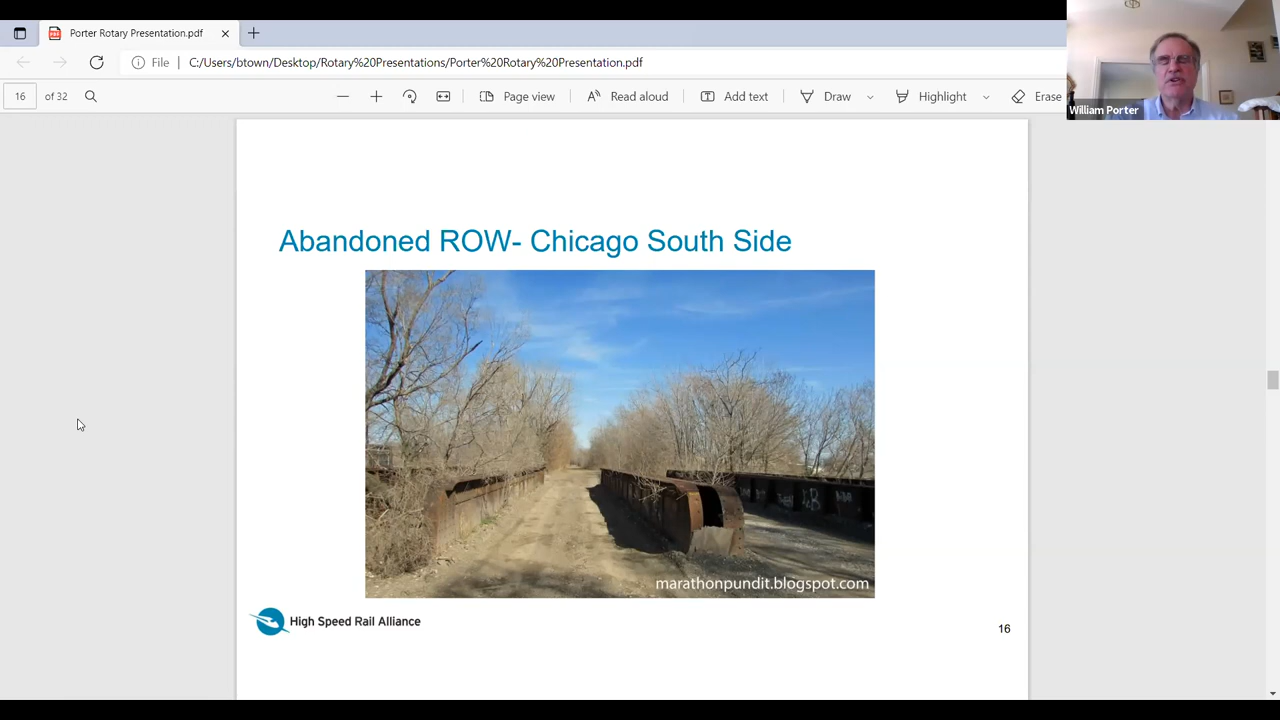 Porter Rotary Presentation.pdf
File
C:/Users/btown/Desktop/Rotary%20Presentations/Porter%20Rotary%20Presentation.pdf
16 of 32
Page view
Read aloud
Add text
Draw
Highlight
Erase
William Porter
Abandoned ROW- Chicago South Side
marathonpundit.blogspot.com
High Speed Rail Alliance
16